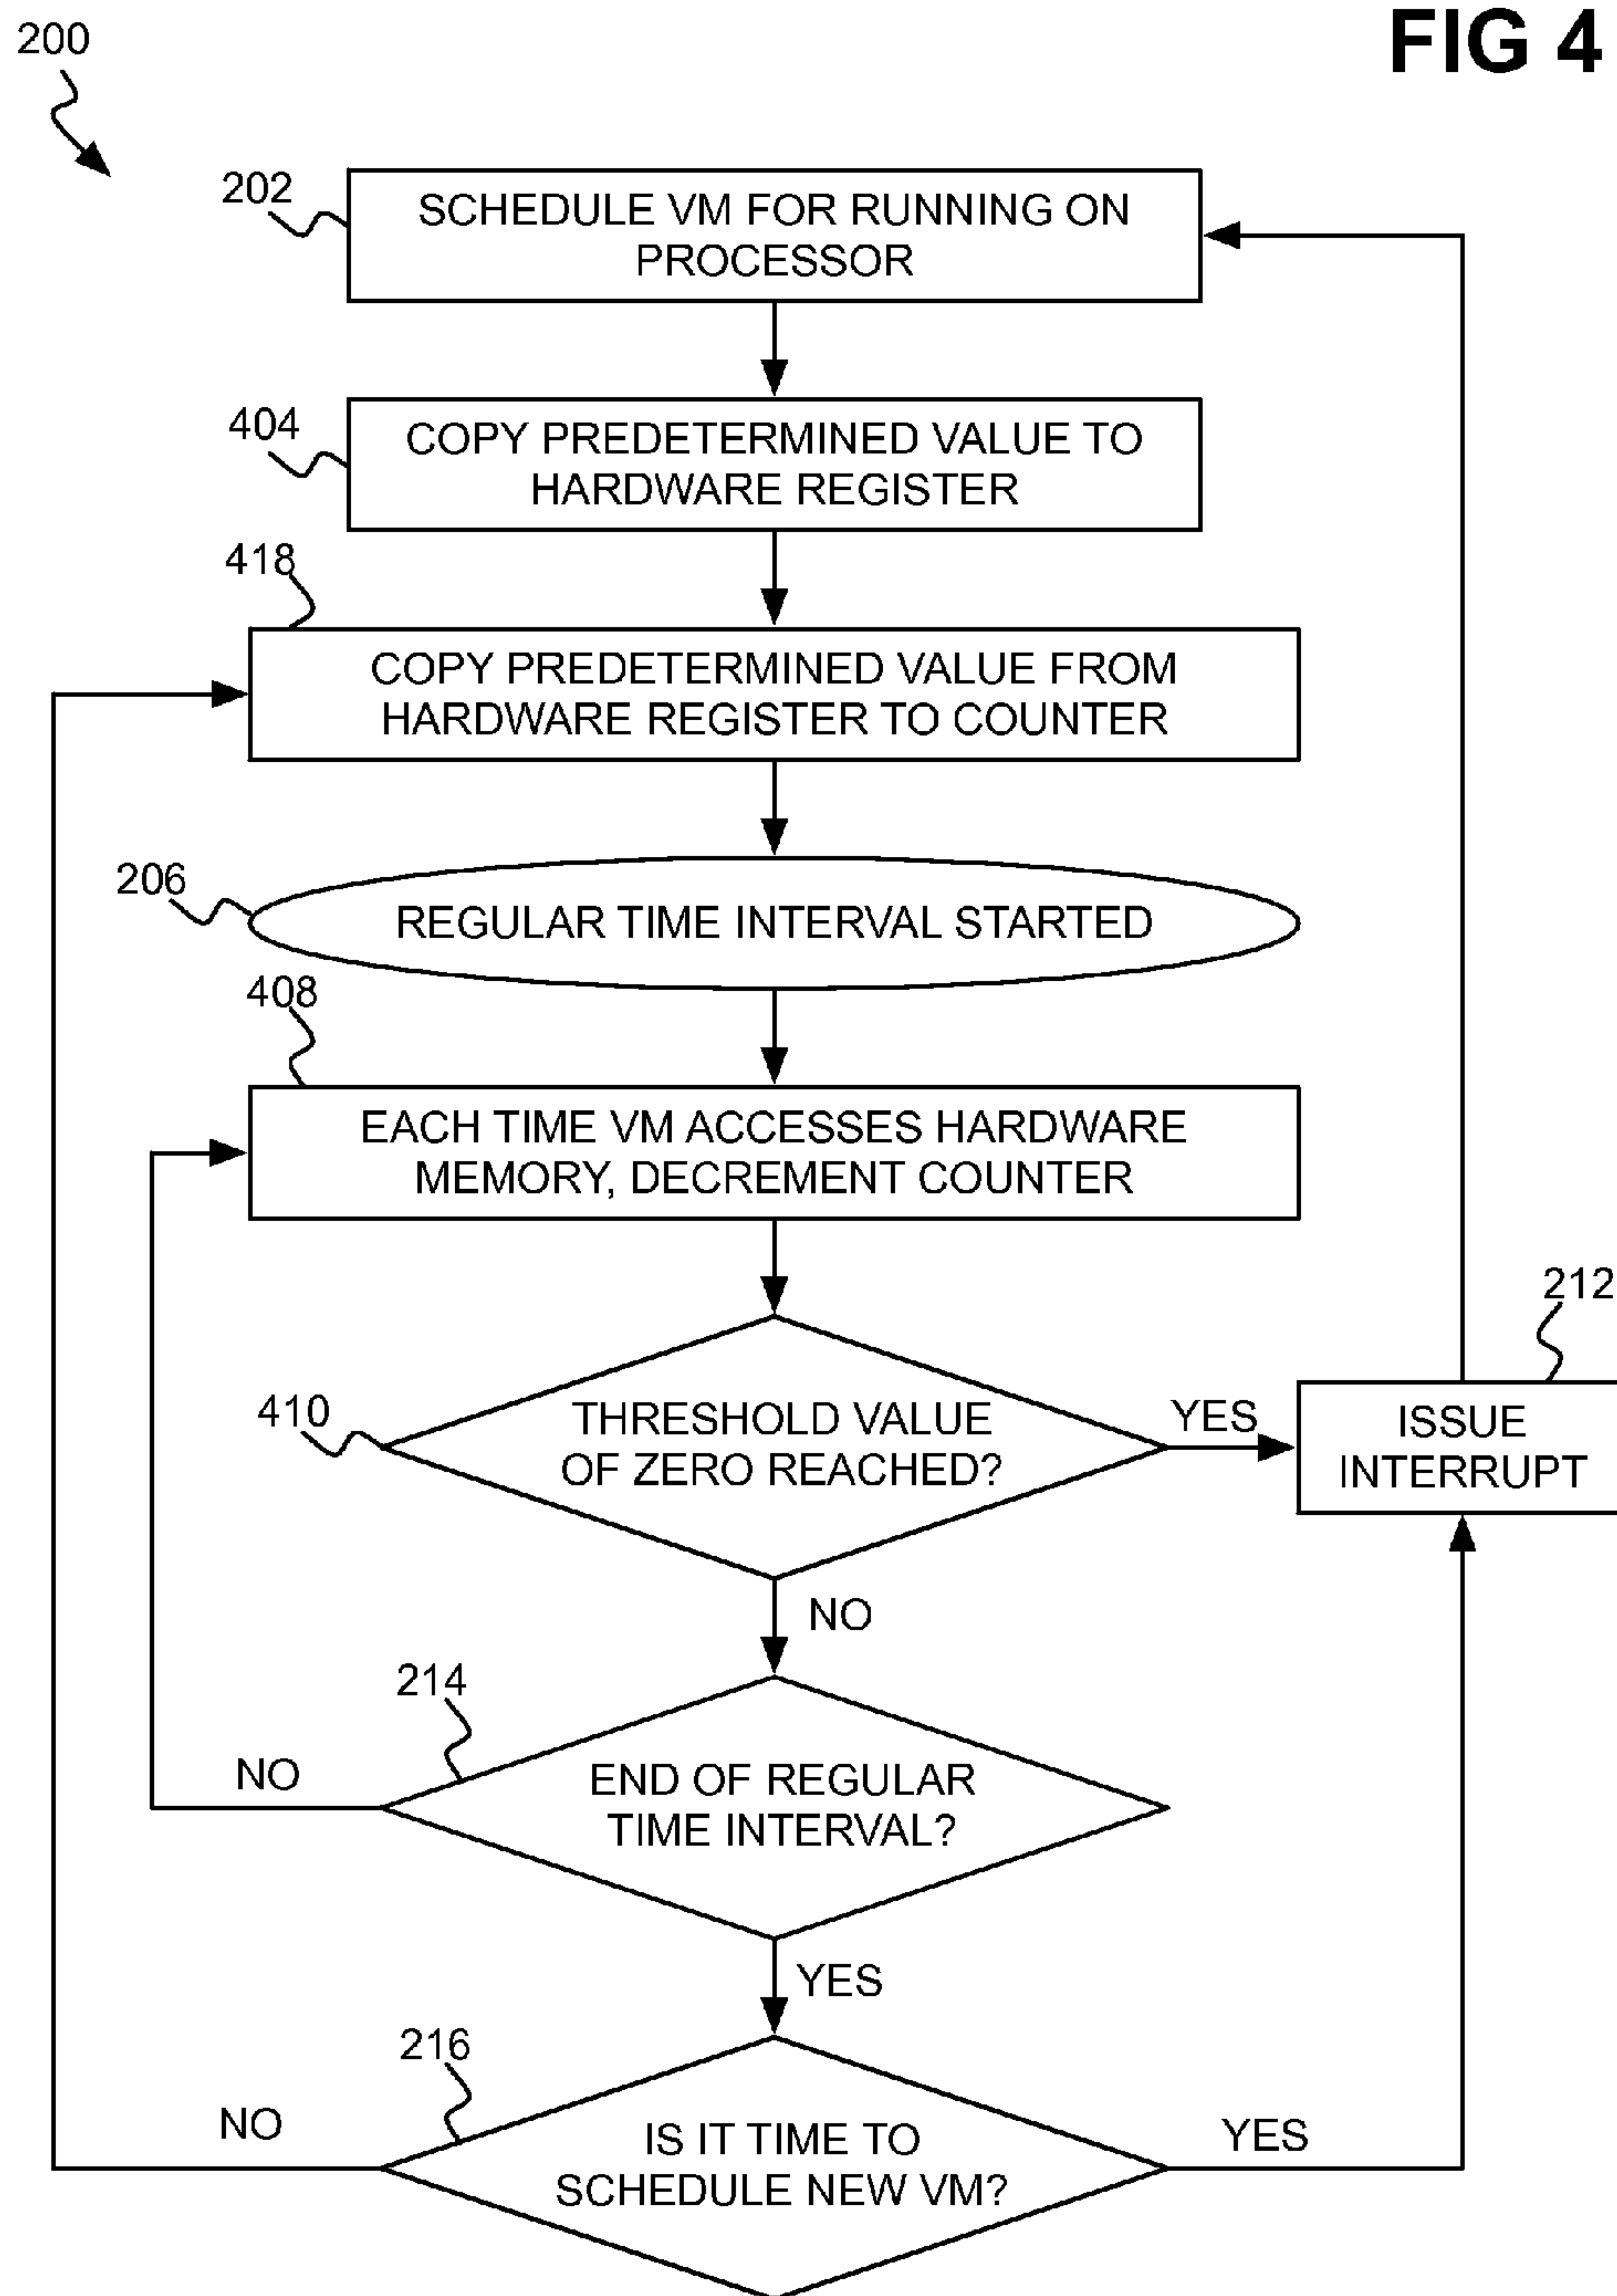 FIG 4
200
202
SCHEDULE VM FOR RUNNING ON
PROCESSOR
404
COPY PREDETERMINED VALUE TO
HARDWARE REGISTER
418
COPY PREDETERMINED VALUE FROM
HARDWARE REGISTER TO COUNTER
206
REGULAR TIME INTERVAL STARTED
408
EACH TIME VM ACCESSES HARDWARE
MEMORY, DECREMENT COUNTER
410
THRESHOLD VALUE
OF ZERO REACHED?
YES
212
ISSUE
INTERRUPT
NO
214
END OF REGULAR
TIME INTERVAL?
NO
YES
216
IS IT TIME TO
SCHEDULE NEW VM?
NO
YES